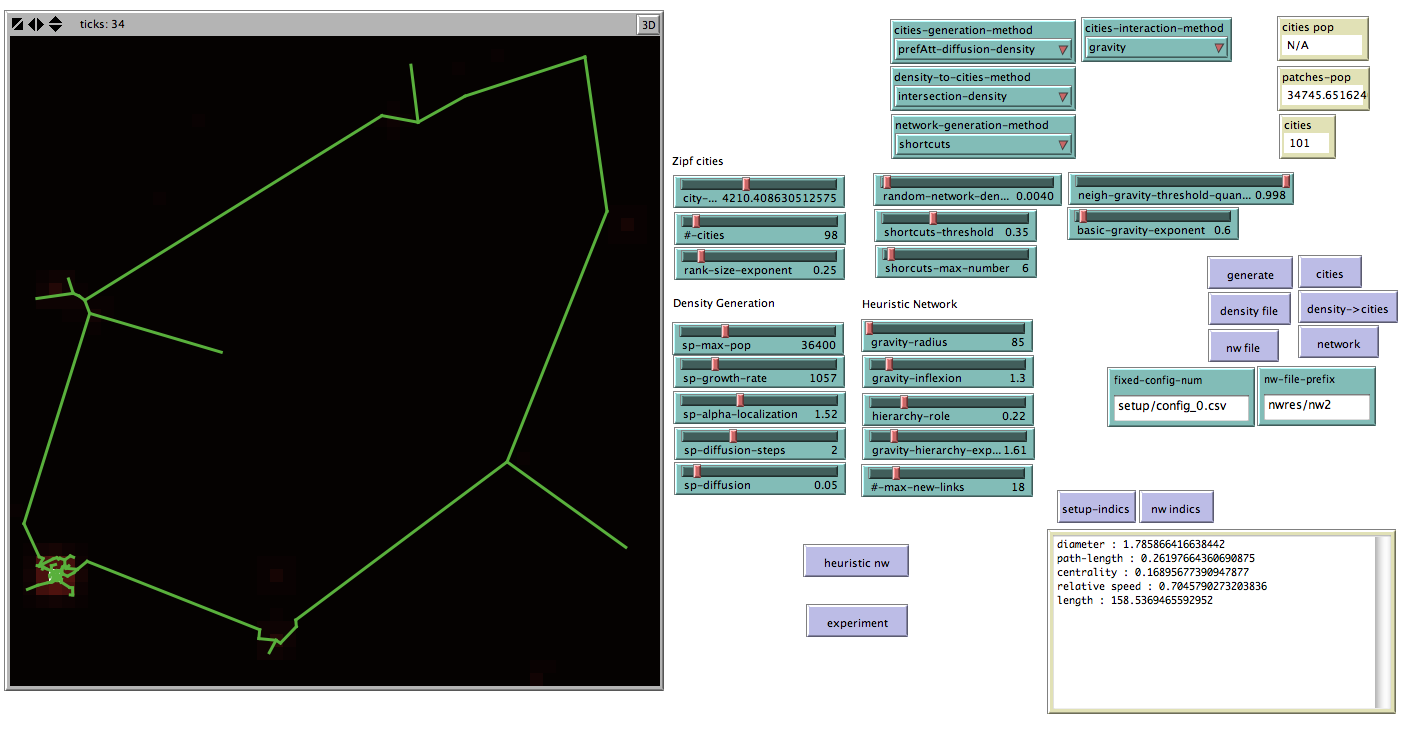 ticks: 34
3D
cities-generation-method
prefAtt-diffusion-density
cities-interaction-method
gravity
cities pop
N/A
density-to-cities-method
intersection-density
patches-pop
34745.651624
network-generation-method
shortcuts
cities
101
Zipf cities
city-... 4210.408630512575
random-network-den... 0.0040
neigh-gravity-threshold-quan... 0.998
#-cities 98
shortcuts-threshold 0.35
basic-gravity-exponent 0.6
rank-size-exponent 0.25
shorcuts-max-number 6
generate
cities
Density Generation
Heuristic Network
density file
density->cities
sp-max-pop 36400
gravity-radius 85
nw file
network
sp-growth-rate 1057
gravity-inflexion 1.3
fixed-config-num
setup/config_0.csv
nw-file-prefix
nwres/nw2
sp-alpha-localization 1.52
hierarchy-role 0.22
sp-diffusion-steps 2
gravity-hierarchy-exp... 1.61
sp-diffusion 0.05
#-max-new-links 18
setup-indics
nw indics
heuristic nw
experiment
diameter : 1.785866416638442
path-length : 0.26197664360690875
centrality : 0.16895677390947877
relative speed : 0.7045790273203836
length : 158.5369465592952